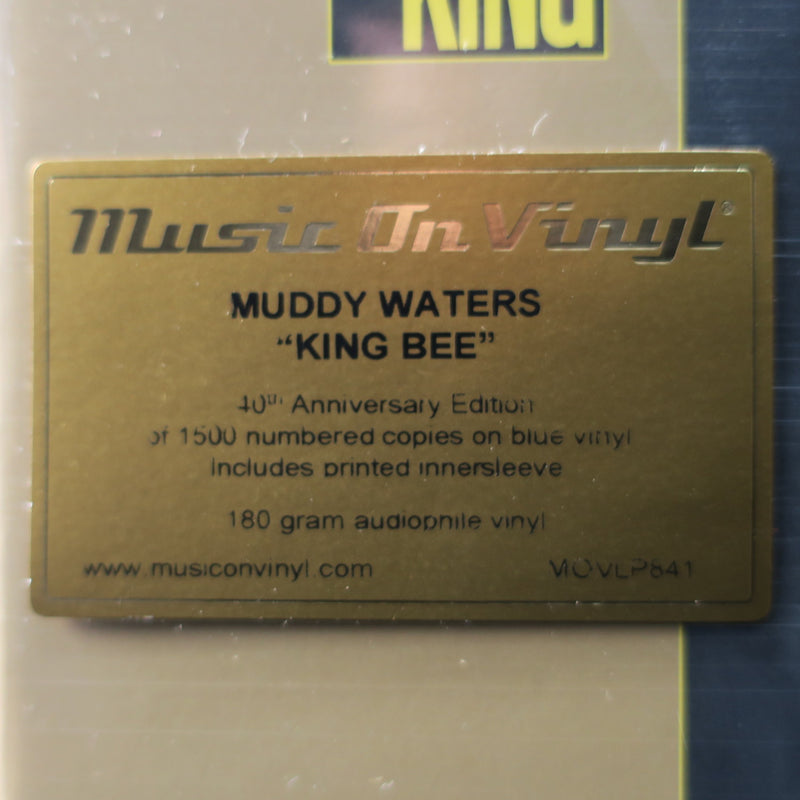 KING
Music On Vinyl®
MUDDY WATERS
“KING BEE”
40th Anniversary Edition
of 1500 numbered copies on blue vinyl
Includes printed innersleeve
180 gram audiophile vinyl
www.musiconvinyl.com MOVLP841